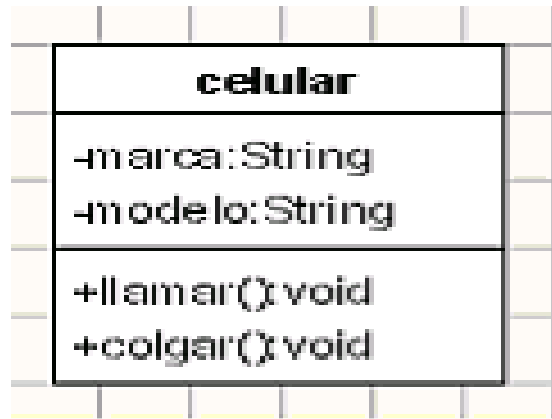 celular
-marca:String
-modelo:String
+llamar():void
+colgar():void